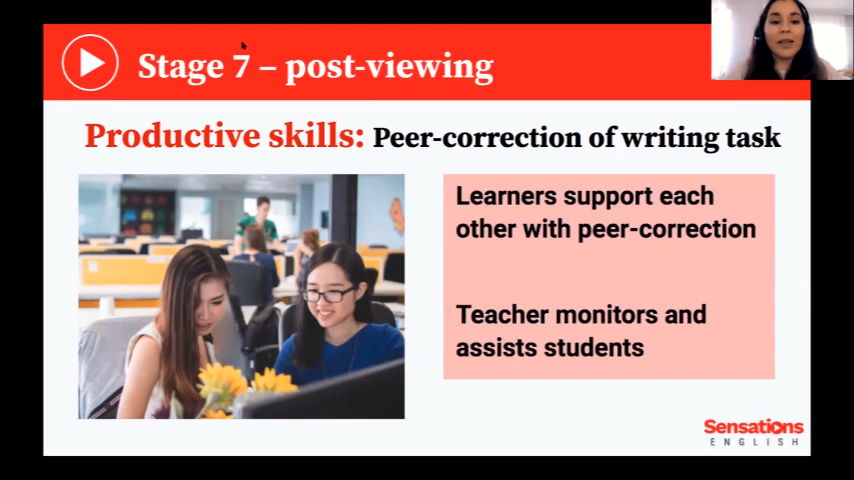 Stage 7 – post-viewing
Productive skills: Peer-correction of writing task
Learners support each
other with peer-correction
Teacher monitors and
assists students
Sensations
ENGLISH